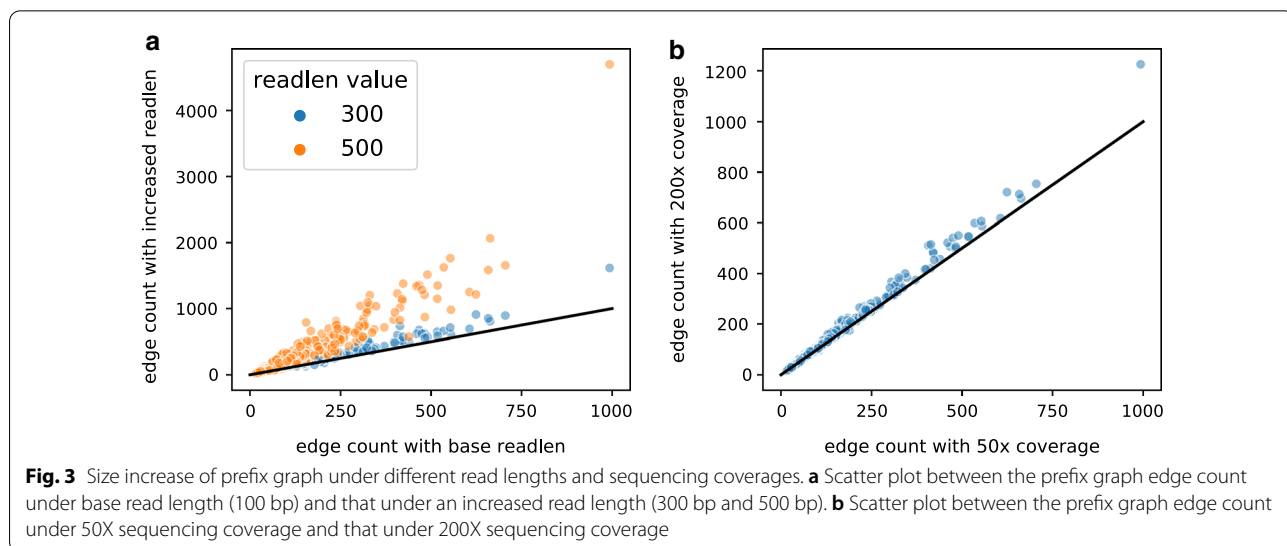 a
edge count with increased readlen
4000
3000
2000
1000
0
readlen value
300
500
0 250 500 750 1000
edge count with base readlen
b
edge count with 200x coverage
1200
1000
800
600
400
200
0
0 250 500 750 1000
edge count with 50x coverage
Fig. 3 Size increase of prefix graph under different read lengths and sequencing coverages. a Scatter plot between the prefix graph edge count
under base read length (100 bp) and that under an increased read length (300 bp and 500 bp). b Scatter plot between the prefix graph edge count
under 50X sequencing coverage and that under 200X sequencing coverage